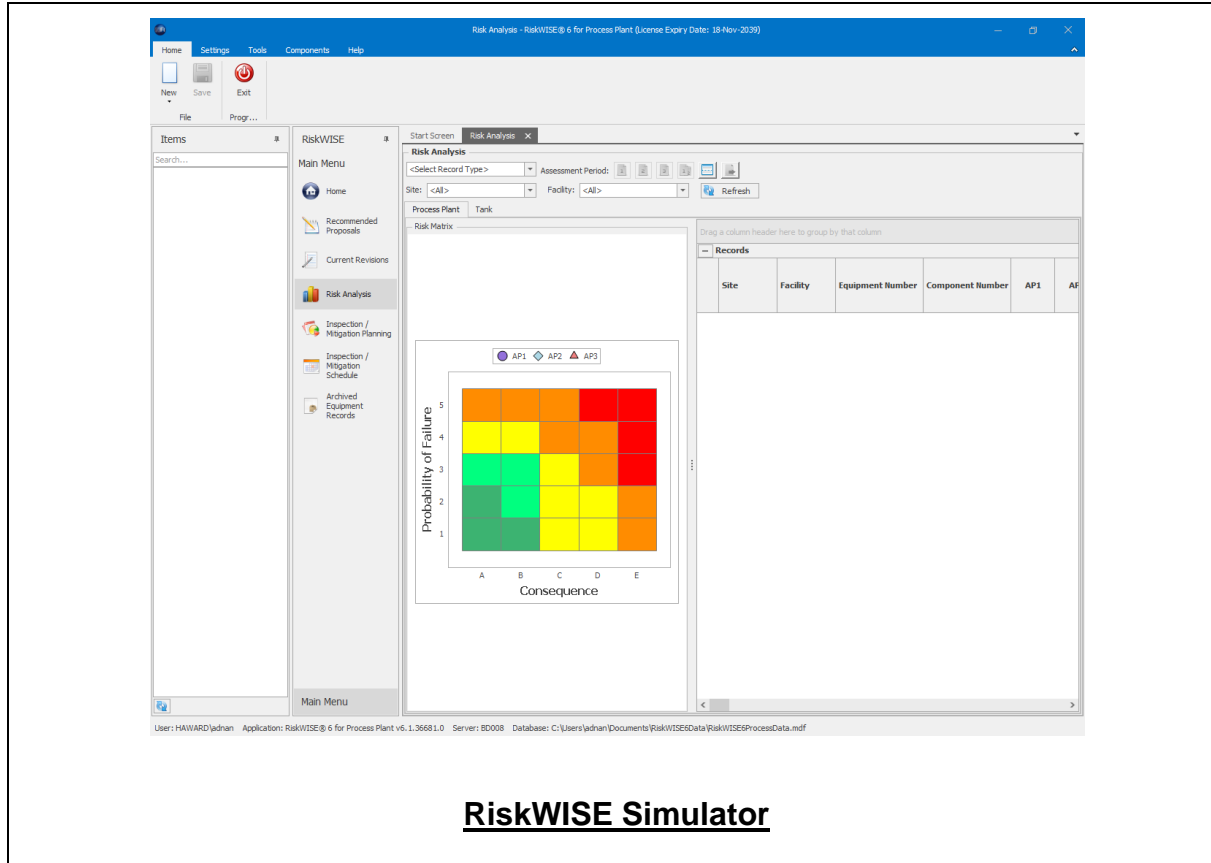 Risk Analysis - RiskWISE® 6 for Process Plant (License Expiry Date: 18-Nov-2039)
Home Settings Tools Components Help
New Save Exit
File Progr...
Items
Search...
RiskWISE
Main Menu
Home
Recommended
Proposals
Current Revisions
Risk Analysis
Inspection /
Mitigation Planning
Inspection /
Mitigation
Schedule
Archived
Equipment
Records
Main Menu
Start Screen Risk Analysis
Risk Analysis
<Select Record Type> Assessment Period:
Site: <All> Facility: <All> Refresh
Process Plant Tank
Risk Matrix
AP1 AP2 AP3
Probability of Failure
5
4
3
2
1
A B C D E
Consequence
Drag a column header here to group by that column
Records
Site Facility Equipment Number Component Number AP1 AF
User: HAWARD\adnan Application: RiskWISE® 6 for Process Plant v6.1.36681.0 Server: BD008 Database: C:\Users\adnan\Documents\RiskWISE6Data\RiskWISE6ProcessData.mdf
RiskWISE Simulator